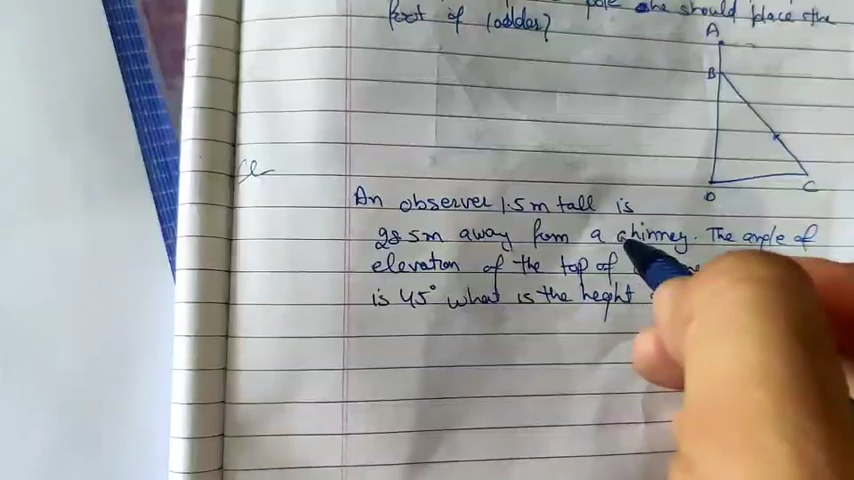 pole she should place the
foot of ladder?
A
B
D
C
An observer 1.5m tall is
28 5m away from a chimney. The angle of
elevation of the top of
is 45° what is the heght